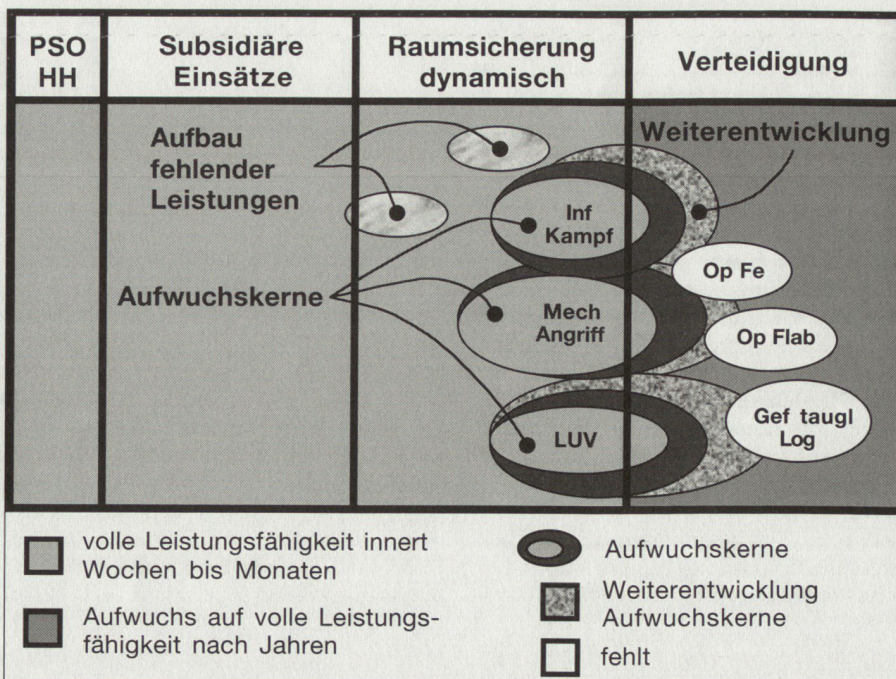 PSO
HH
Subsidiäre
Einsätze
Raumsicherung
dynamisch
Verteidigung
Aufbau
fehlender
Leistungen
Weiterentwicklung
Inf
Kampf
Op Fe
Aufwuchskerne
Mech
Angriff
Op Flab
LUV
Gef taugl
Log
volle Leistungsfähigkeit innert
Wochen bis Monaten
Aufwuchs auf volle Leistungs-
fähigkeit nach Jahren
Aufwuchskerne
Weiterentwicklung
Aufwuchskerne
fehlt